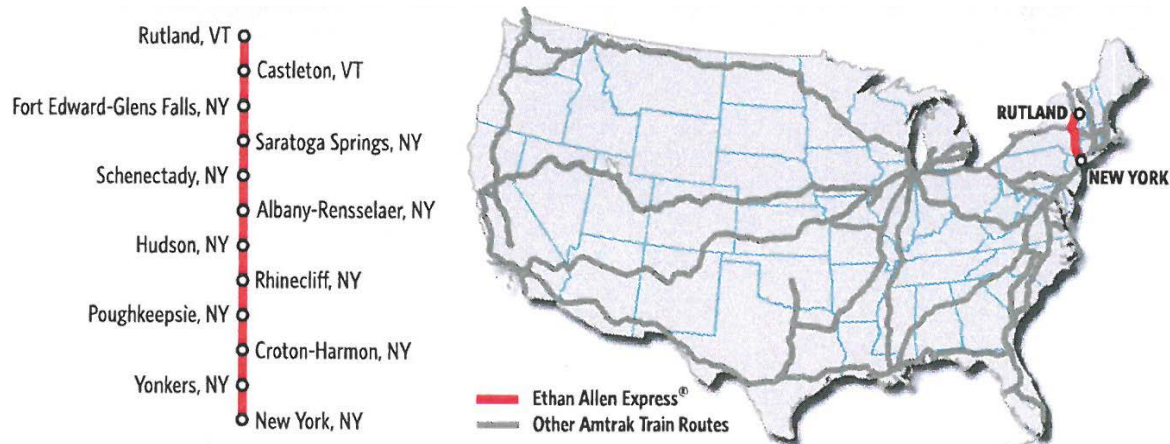 Rutland, VT
Castleton, VT
Fort Edward-Glens Falls, NY
Saratoga Springs, NY
Schenectady, NY
Albany-Rensselaer, NY
Hudson, NY
Rhinecliff, NY
Poughkeepsie, NY
Croton-Harmon, NY
Yonkers, NY
New York, NY
RUTLAND
NEW YORK
Ethan Allen Express®
Other Amtrak Train Routes